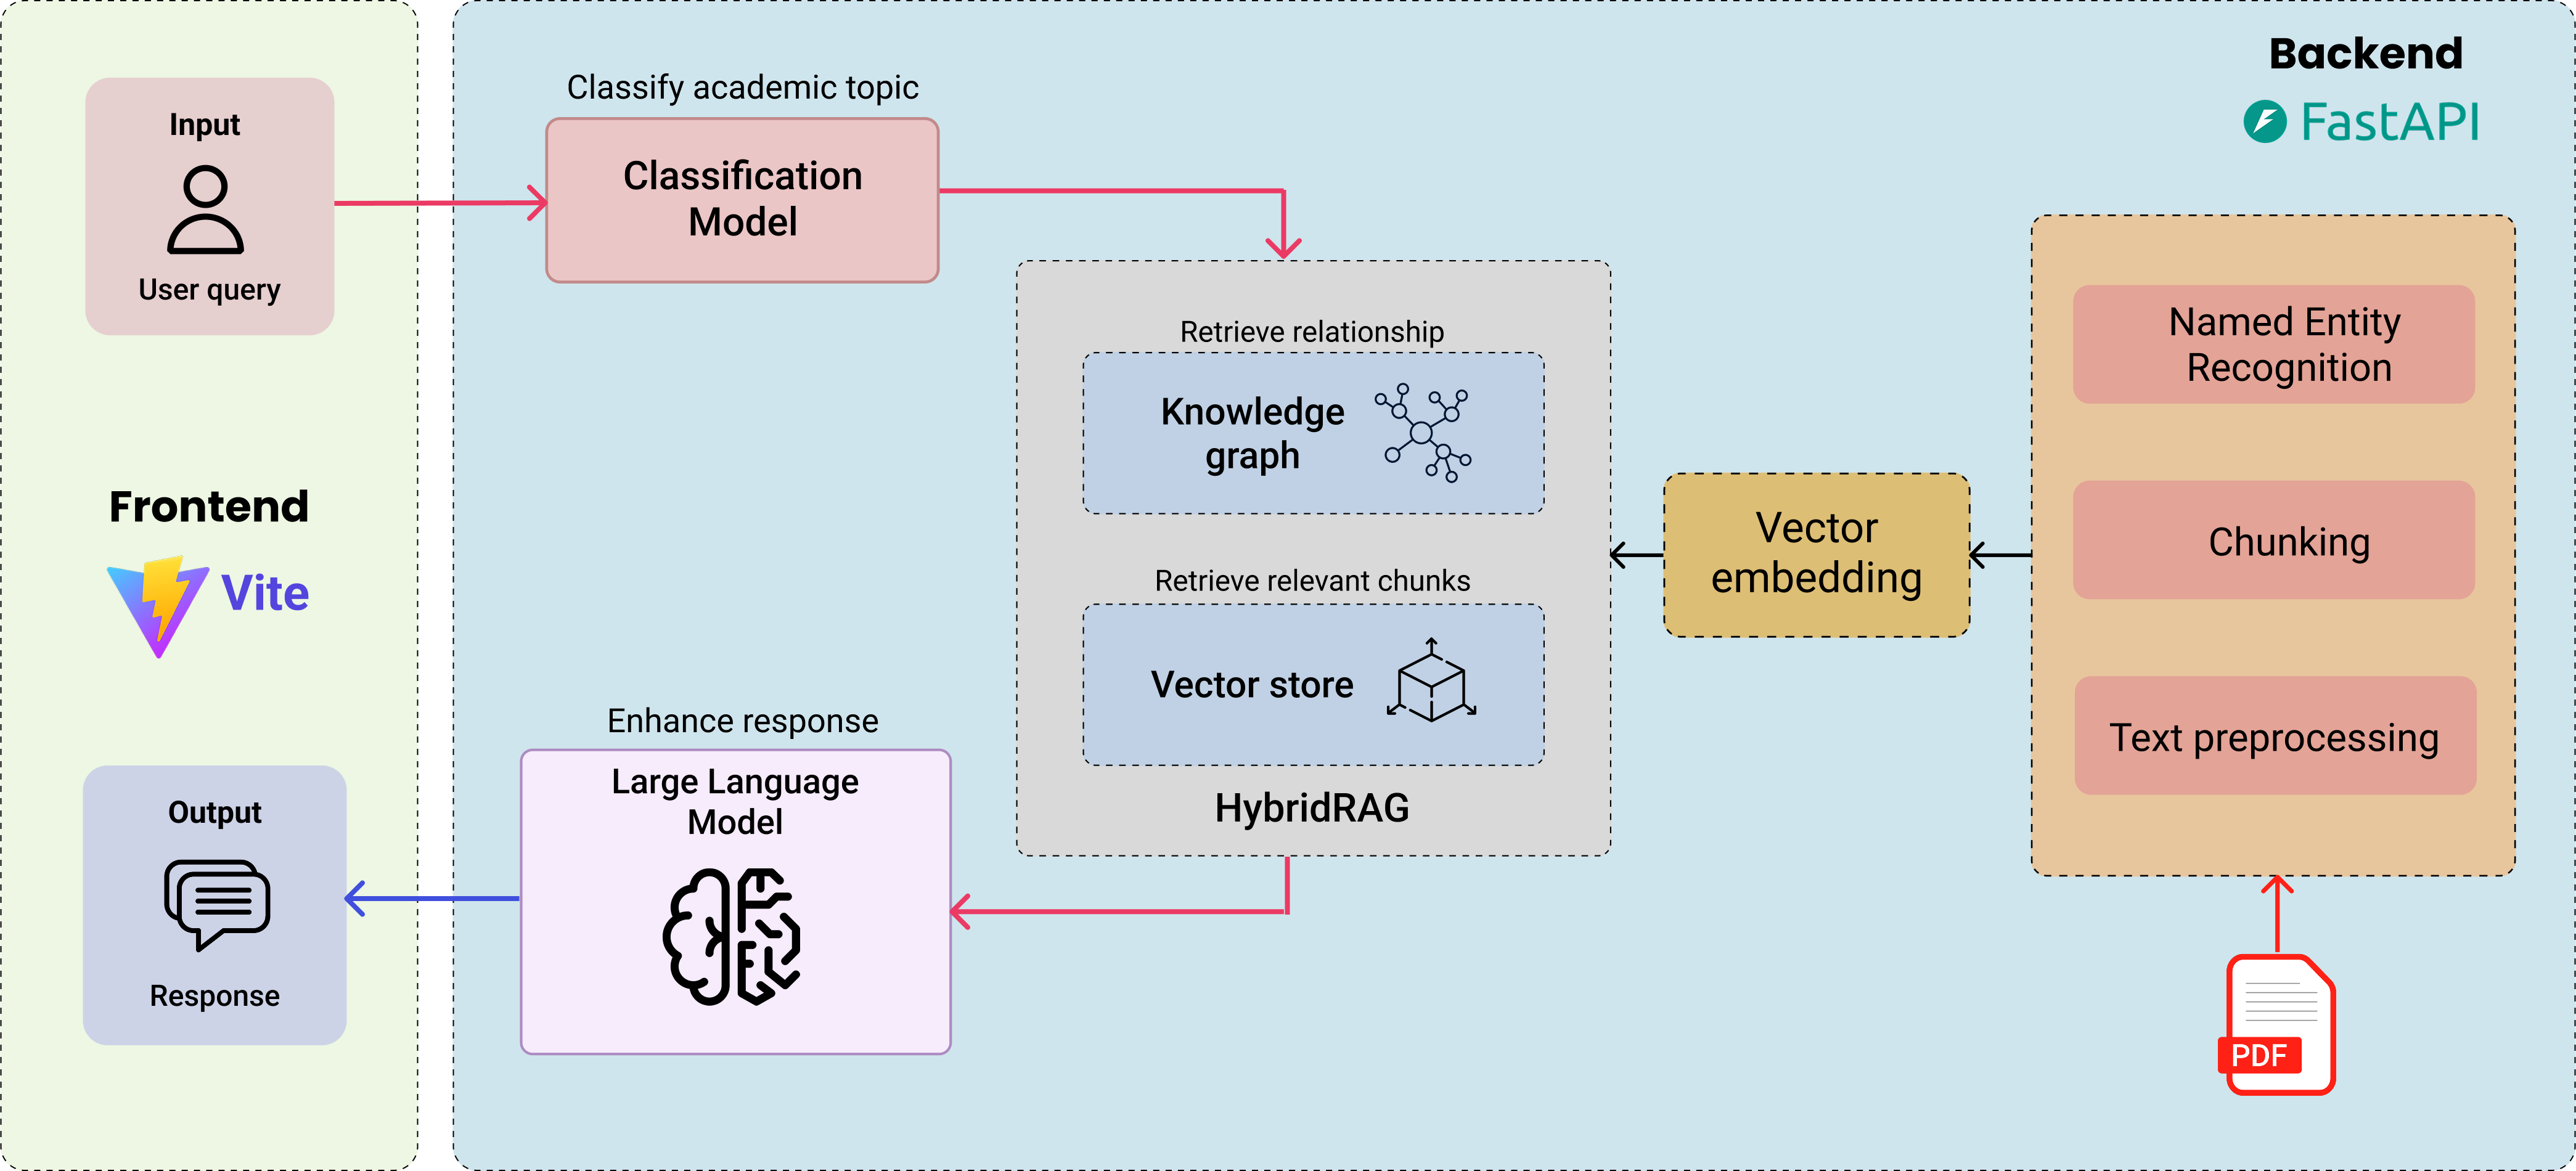 Input
User query
Frontend
Vite
Output
Response
Backend
FastAPI
Classify academic topic
Classification
Model
Retrieve relationship
Knowledge
graph
Retrieve relevant chunks
Vector store
HybridRAG
Enhance response
Large Language
Model
Vector
embedding
Named Entity
Recognition
Chunking
Text preprocessing
PDF